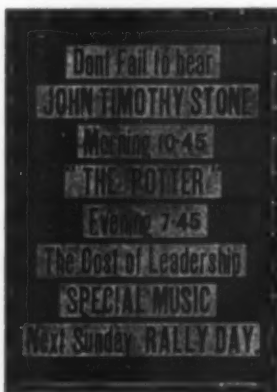 Dont Fail to hear
JOHN TIMOTHY STONE
Morning 10-45
"THE POTTER"
Evening 7-45
The Cost of Leadership
SPECIAL MUSIC
Next Sunday RALLY DAY